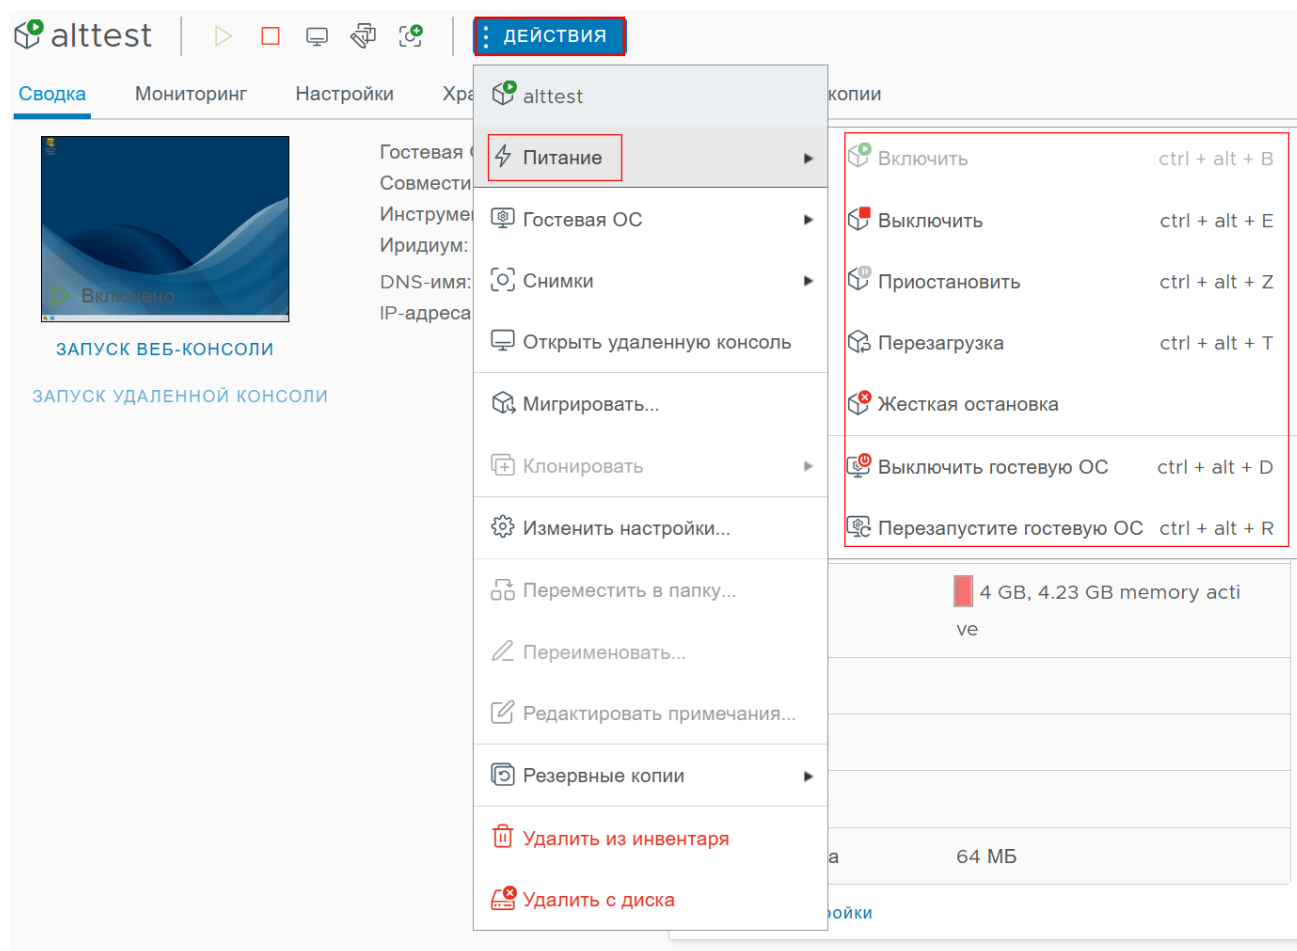 alttest
ДЕЙСТВИЯ
Сводка
Мониторинг
Настройки
Хра
копии
alttest
Питание
Гостевая ОС
Снимки
Открыть удаленную консоль
Мигрировать...
Клонировать
Изменить настройки...
Переместить в папку...
Переименовать...
Редактировать примечания...
Резервные копии
Удалить из инвентаря
Удалить с диска
Включить ctrl + alt + B
Выключить ctrl + alt + E
Приостановить ctrl + alt + Z
Перезагрузка ctrl + alt + T
Жесткая остановка
Выключить гостевую ОС ctrl + alt + D
Перезапустите гостевую ОС ctrl + alt + R
Включено
ЗАПУСК ВЕБ-КОНСОЛИ
ЗАПУСК УДАЛЕННОЙ КОНСОЛИ
Гостевая
Совмести
Инструме
Иридиум:
DNS-имя:
IP-адреса
4 GB, 4.23 GB memory acti
ve
а 64 МБ
ройки